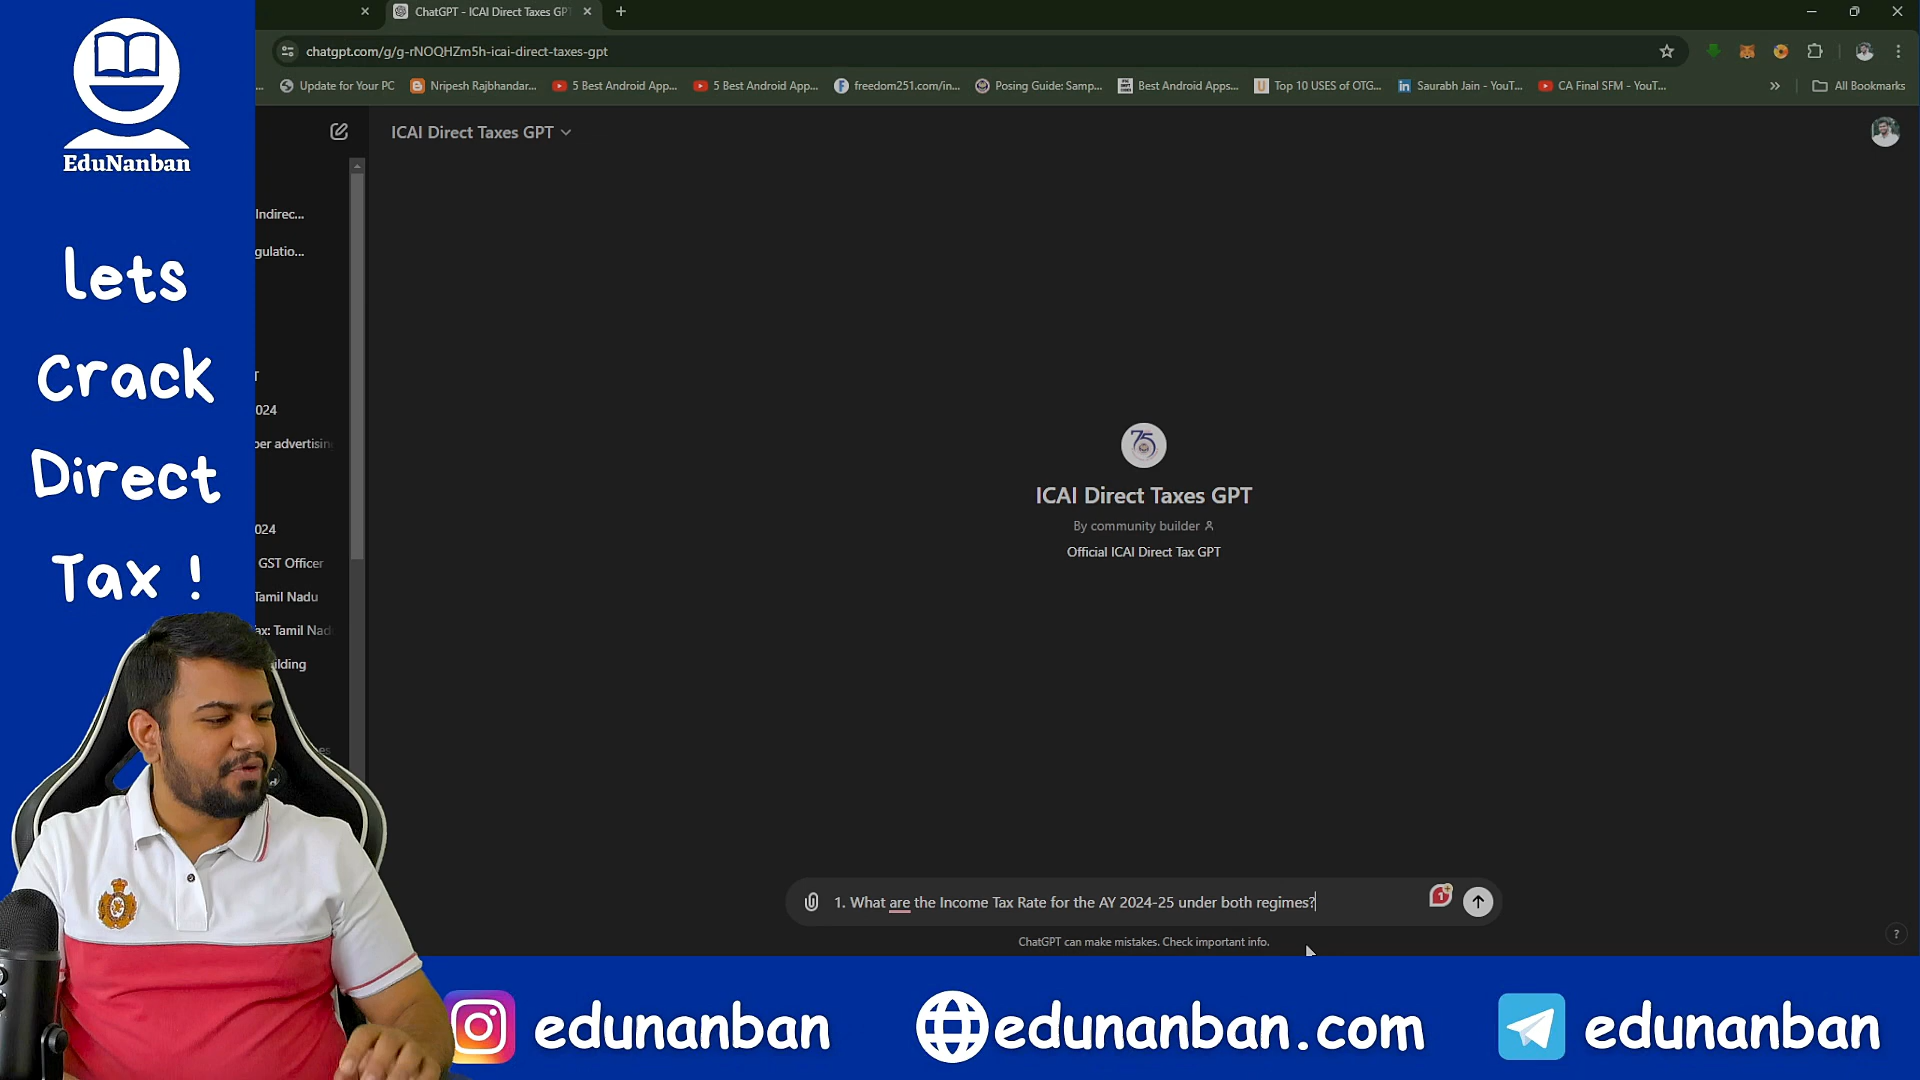 ChatGPT - ICAI Direct Taxes GPT
chatgpt.com/g/g-rNOQHZm5h-icai-direct-taxes-gpt
Update for Your PC
Nripesh Rajbhandar...
5 Best Android App...
5 Best Android App...
freedom251.com/in...
Posing Guide: Samp...
Best Android Apps...
Top 10 USES of OTG...
Saurabh Jain - YouT...
CA Final SFM - YouT...
All Bookmarks
EduNanban
lets
Crack
Direct
Tax !
Indirec...
gulatio...
T
024
per advertisin
024
GST Officer
Tamil Nadu
ax: Tamil Nad
ilding
es
ICAI Direct Taxes GPT
75
ICAI Direct Taxes GPT
By community builder
Official ICAI Direct Tax GPT
1. What are the Income Tax Rate for the AY 2024-25 under both regimes?
1
ChatGPT can make mistakes. Check important info.
?
edunanban
edunanban.com
edunanban